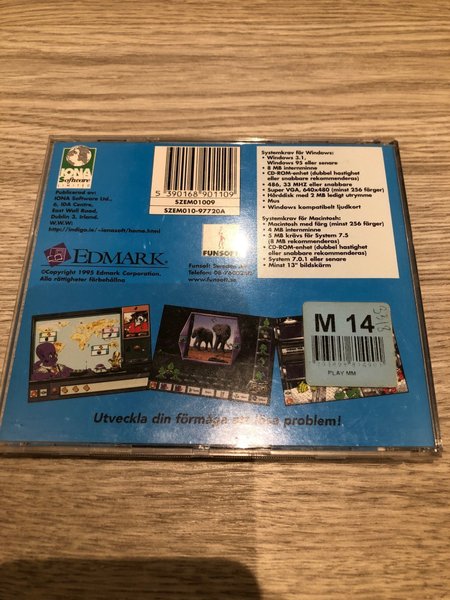 IONA
Software
LIMITED
Publicerad av:
IONA Software Ltd.,
6, IDA Centre,
East Wall Road,
Dublin 3, Irland.
W.W.W:
http://indigo.ie/~ionasoft/home.html
5 390168 901109
SZEM01009
SZEM010-97720A
EDMARK
©Copyright 1995 Edmark Corporation.
Alla rättigheter förbehållna
FUNSOFT
Funsoft
Telefon: 08
www.funsoft.se
Systemkrav för Windows:
• Windows 3.1,
Windows 95 eller senare
• 8 MB internminne
• CD-ROM-enhet (dubbel hastighet
eller snabbare rekommenderas)
• 486, 33 MHZ eller snabbare
• Super VGA, 640x480 (minst 256 färger)
• Hårddisk med 2 MB ledigt utrymme
• Mus
• Windows kompatibelt ljudkort
Systemkrav för Macintosh:
• Macintosh med färg (minst 256 färger)
• 4 MB internminne
• 5 MB krävs för System 7.5
(8 MB rekommenderas)
• CD-ROM-enhet (dubbel hastighet
eller snabbare rekommenderas)
• System 7.0.1 eller senare
• Minst 13" bildskärm
M 14
PLAY MM
Utveckla din förmåga att lösa problem!